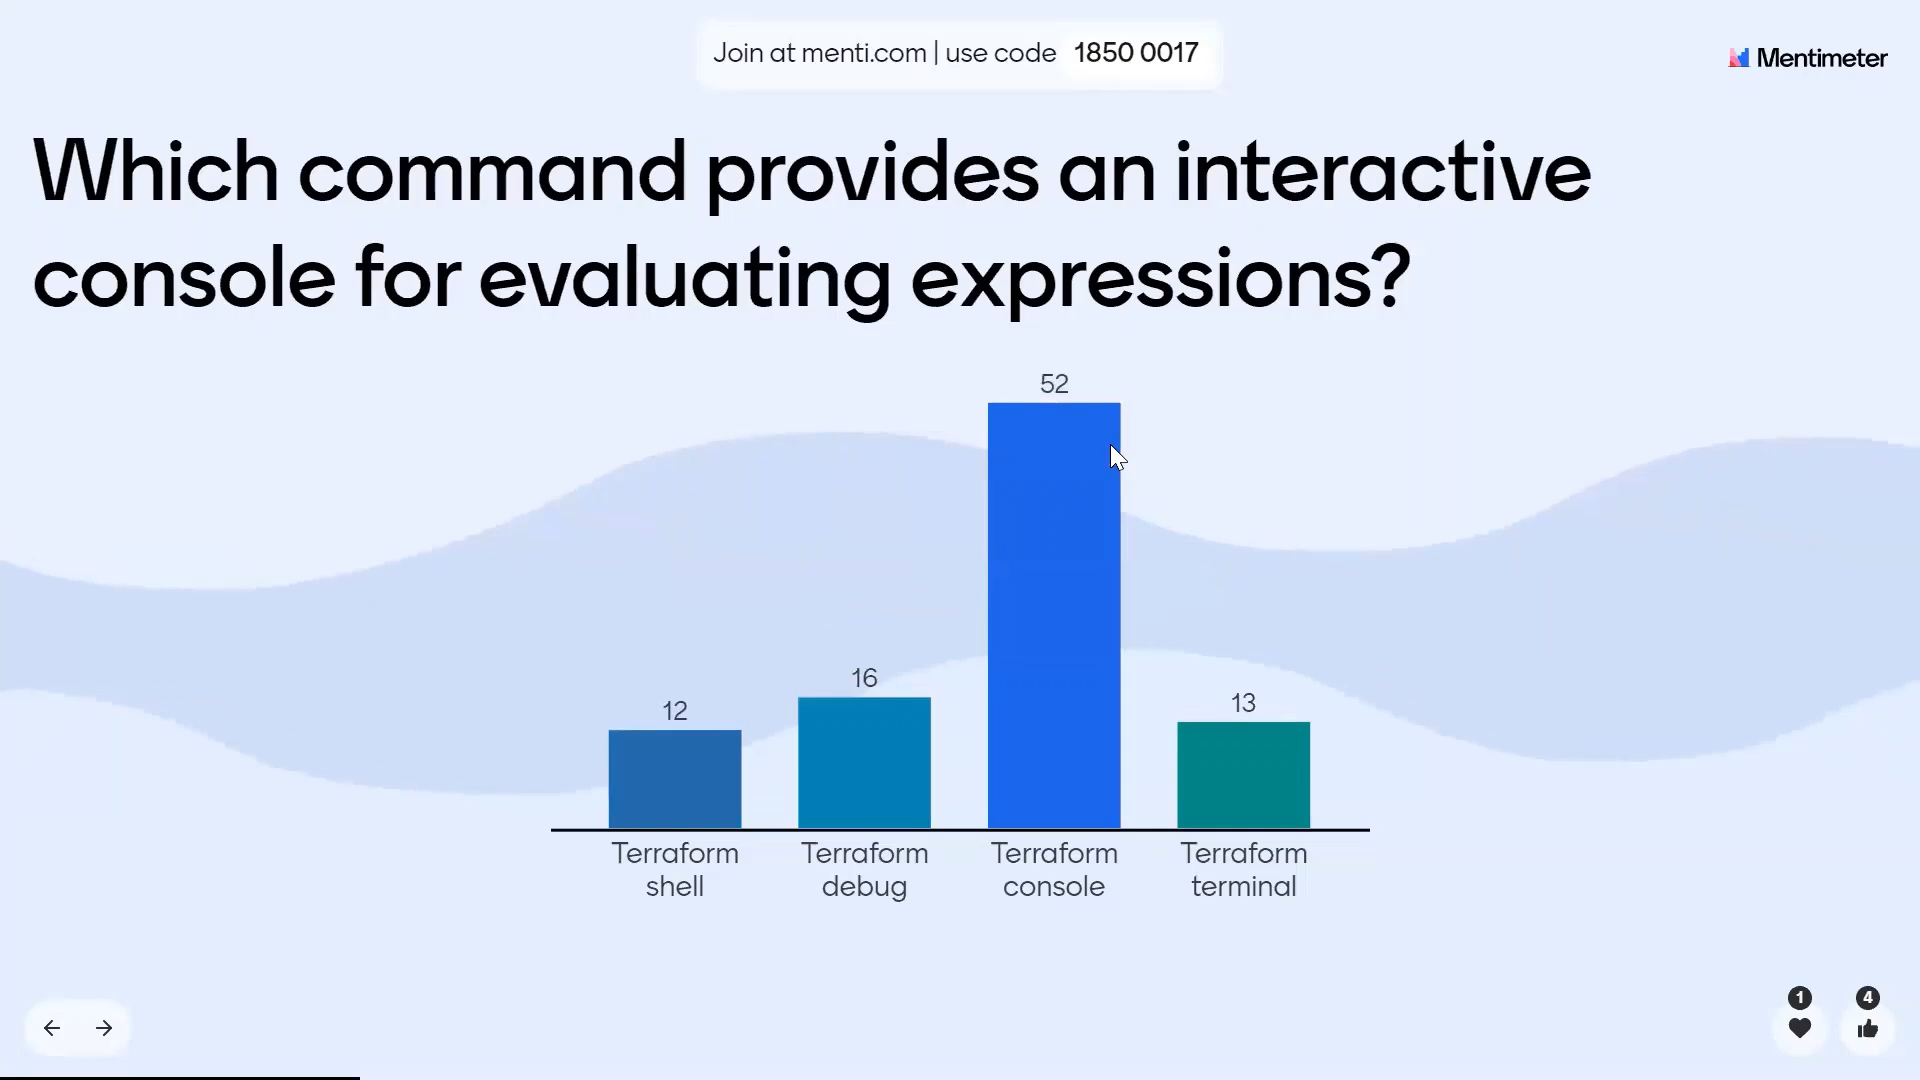 Join at menti.com | use code 1850 0017
Mentimeter
Which command provides an interactive
console for evaluating expressions?
52
16
12
13
Terraform shell
Terraform debug
Terraform console
Terraform terminal
1
4